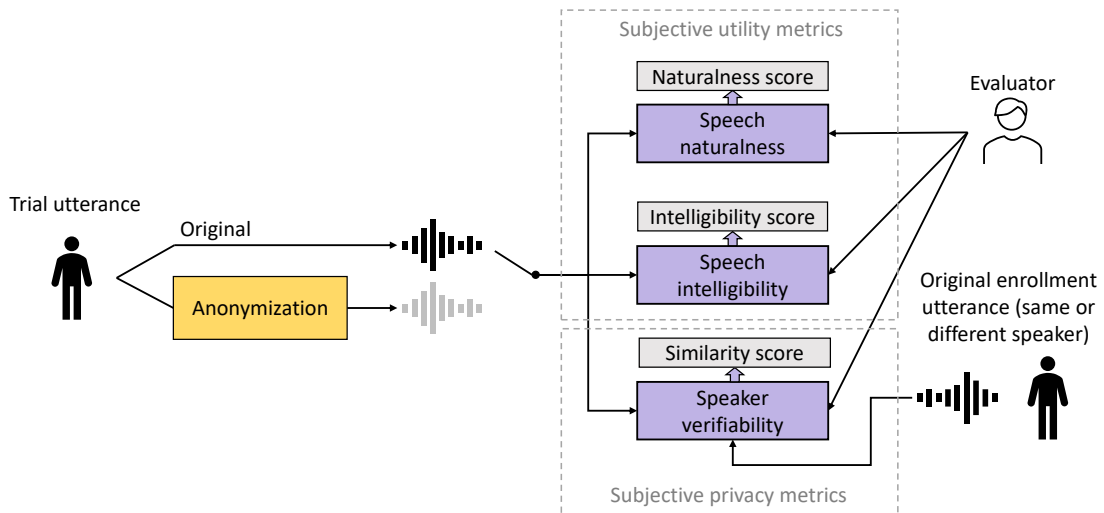 Subjective utility metrics
Naturalness score
Evaluator
Speech
naturalness
Trial utterance
Original
Intelligibility score
Speech
intelligibility
Anonymization
Original enrollment
utterance (same or
different speaker)
Similarity score
Speaker
verifiability
Subjective privacy metrics